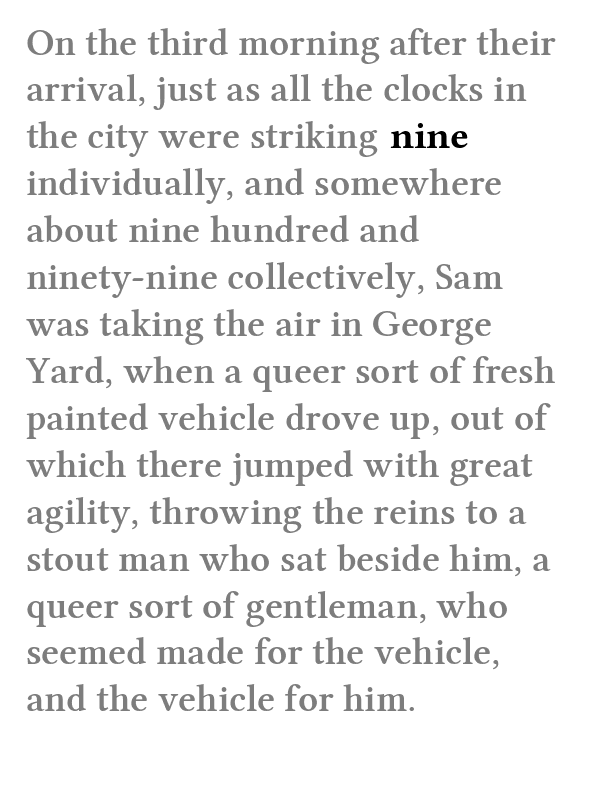 On the third morning after their
arrival, just as all the clocks in
the city were striking nine
individually, and somewhere
about nine hundred and
ninety-nine collectively, Sam
was taking the air in George
Yard, when a queer sort of fresh
painted vehicle drove up, out of
which there jumped with great
agility, throwing the reins to a
stout man who sat beside him, a
queer sort of gentleman, who
seemed made for the vehicle,
and the vehicle for him.